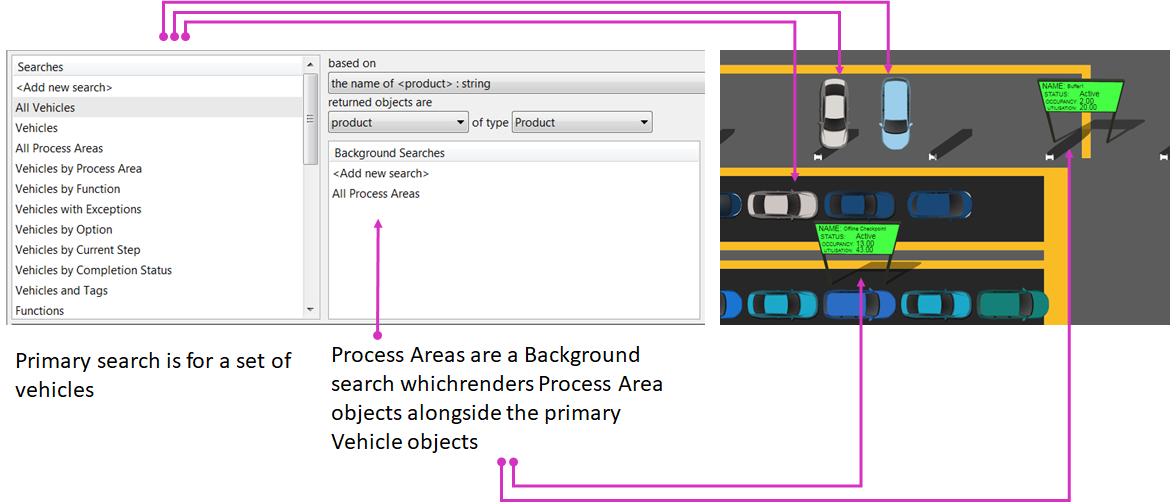 Searches
<Add new search>
All Vehicles
Vehicles
All Process Areas
Vehicles by Process Area
Vehicles by Function
Vehicles with Exceptions
Vehicles by Option
Vehicles by Current Step
Vehicles by Completion Status
Vehicles and Tags
Functions
based on
the name of <product> : string
returned objects are
product of type Product
Background Searches
<Add new search>
All Process Areas
NAME: Buffer1
STATUS: Active
OCCUPANCY: 2.00
UTILISATION: 20.00
NAME: Offline Checkpoint
STATUS: Active
OCCUPANCY: 13.00
UTILISATION: 43.00
Primary search is for a set of
vehicles
Process Areas are a Background
search whichrenders Process Area
objects alongside the primary
Vehicle objects